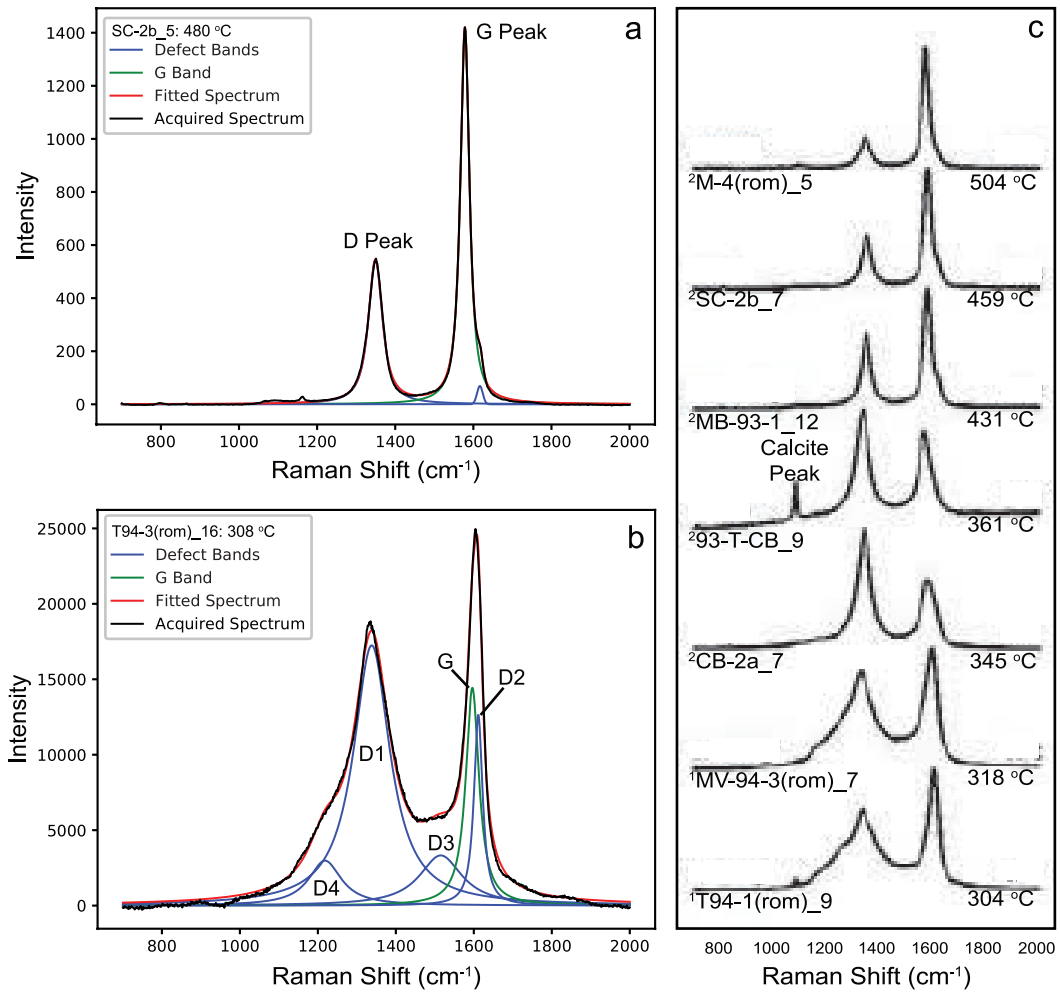 a
SC-2b_5: 480 °C
Defect Bands
G Band
Fitted Spectrum
Acquired Spectrum
G Peak
D Peak
Intensity
1400
1200
1000
800
600
400
200
0
800 1000 1200 1400 1600 1800 2000
Raman Shift (cm⁻¹)
b
T94-3(rom)_16: 308 °C
Defect Bands
G Band
Fitted Spectrum
Acquired Spectrum
G
D2
D1
D3
D4
Intensity
25000
20000
15000
10000
5000
0
800 1000 1200 1400 1600 1800 2000
Raman Shift (cm⁻¹)
c
²M-4(rom)_5 504 °C
²SC-2b_7 459 °C
²MB-93-1_12 431 °C
Calcite
Peak
²93-T-CB_9 361 °C
²CB-2a_7 345 °C
¹MV-94-3(rom)_7 318 °C
¹T94-1(rom)_9 304 °C
800 1000 1200 1400 1600 1800 2000
Raman Shift (cm⁻¹)